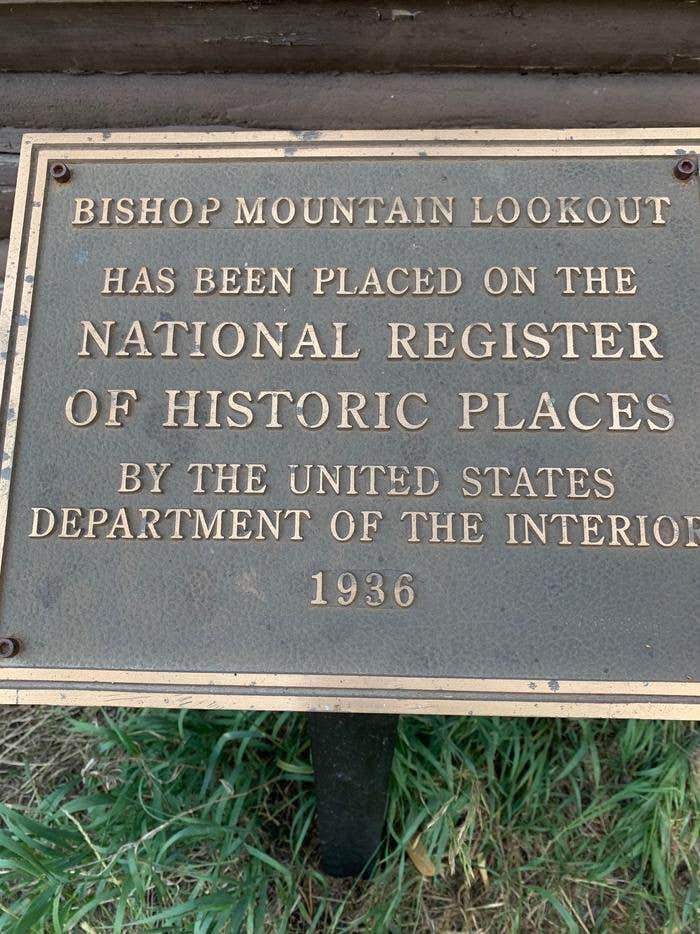 BISHOP MOUNTAIN LOOKOUT
HAS BEEN PLACED ON THE
NATIONAL REGISTER
OF HISTORIC PLACES
BY THE UNITED STATES
DEPARTMENT OF THE INTERIOR
1936